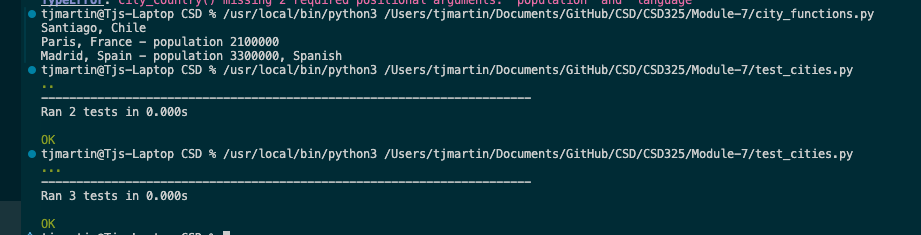 TypeError: city_country() missing 2 required positional arguments: 'population' and 'language'
tjmartin@Tjs-Laptop CSD % /usr/local/bin/python3 /Users/tjmartin/Documents/GitHub/CSD/CSD325/Module-7/city_functions.py
Santiago, Chile
Paris, France - population 2100000
Madrid, Spain - population 3300000, Spanish
tjmartin@Tjs-Laptop CSD % /usr/local/bin/python3 /Users/tjmartin/Documents/GitHub/CSD/CSD325/Module-7/test_cities.py
..
----------------------------------------------------------------------
Ran 2 tests in 0.000s
OK
tjmartin@Tjs-Laptop CSD % /usr/local/bin/python3 /Users/tjmartin/Documents/GitHub/CSD/CSD325/Module-7/test_cities.py
...
----------------------------------------------------------------------
Ran 3 tests in 0.000s
OK
tjmartin@Tjs-Laptop CSD %